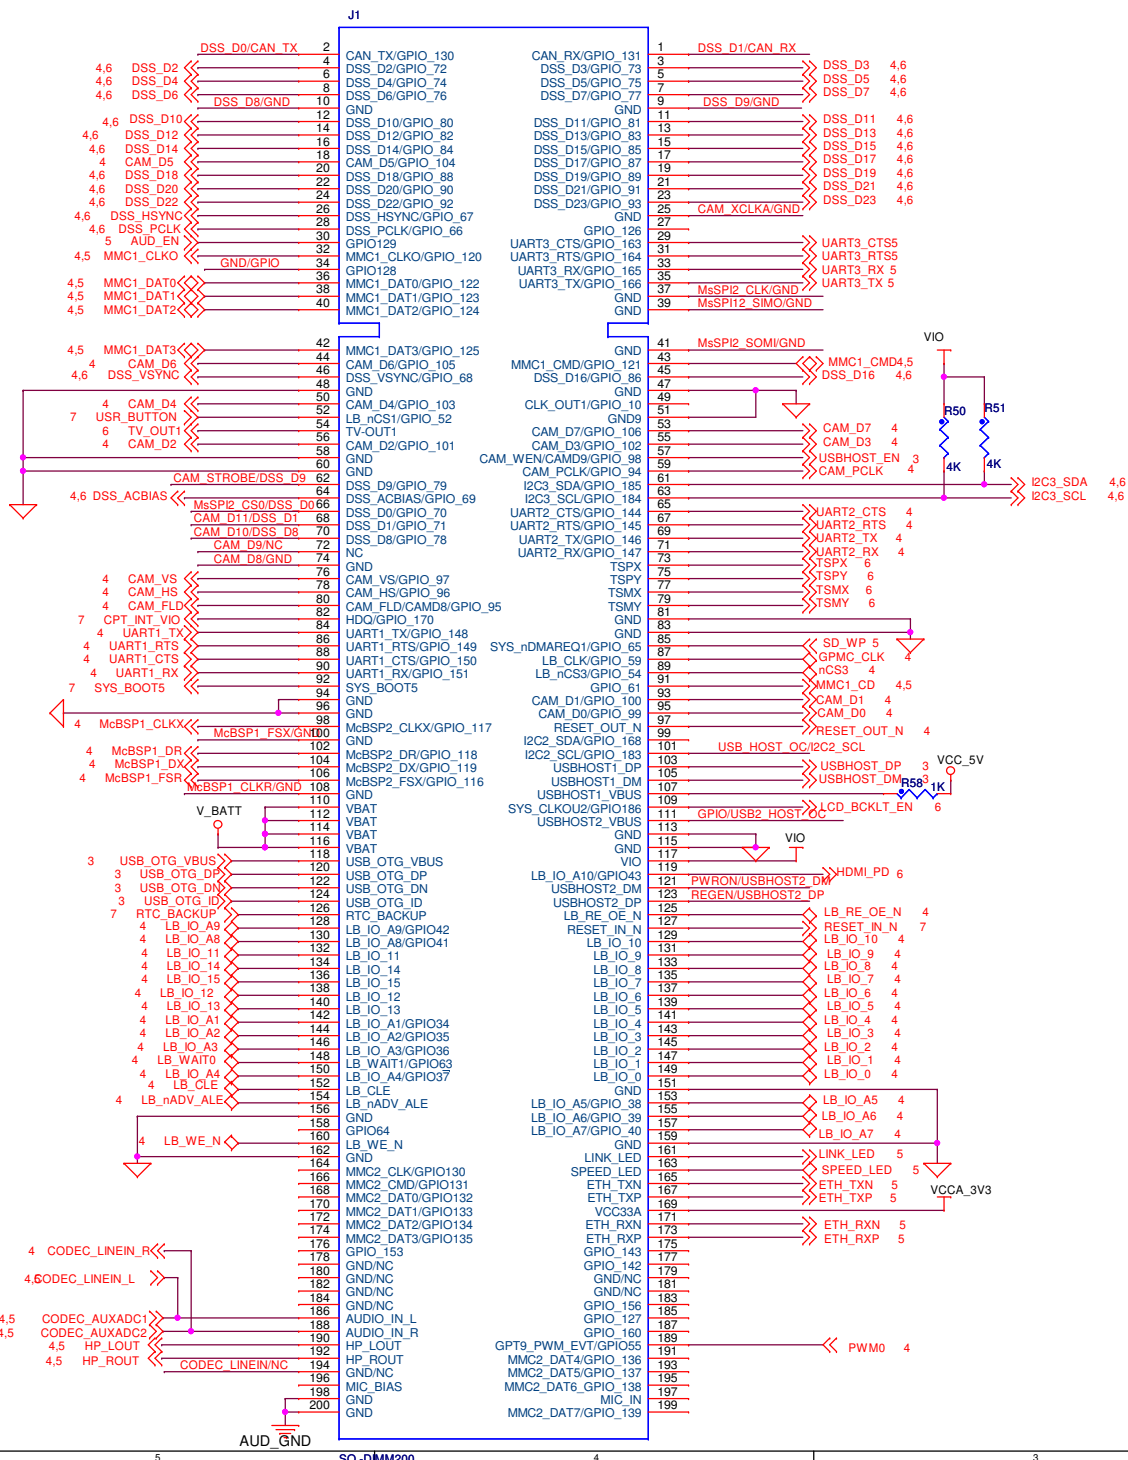 J1
DSS_D0/CAN_TX 2 CAN_TX/GPIO_130 CAN_RX/GPIO_131 1 DSS_D1/CAN_RX
4,6 DSS_D2 4 DSS_D2/GPIO_72 DSS_D3/GPIO_73 3 DSS_D3 4,6
4,6 DSS_D4 6 DSS_D4/GPIO_74 DSS_D5/GPIO_75 5 DSS_D5 4,6
4,6 DSS_D6 8 DSS_D6/GPIO_76 DSS_D7/GPIO_77 7 DSS_D7 4,6
DSS_D8/GND 10 GND GND 9 DSS_D9/GND
4,6 DSS_D10 12 DSS_D10/GPIO_80 DSS_D11/GPIO_81 11 DSS_D11 4,6
4,6 DSS_D12 14 DSS_D12/GPIO_82 DSS_D13/GPIO_83 13 DSS_D13 4,6
4,6 DSS_D14 16 DSS_D14/GPIO_84 DSS_D15/GPIO_85 15 DSS_D15 4,6
4 CAM_D5 18 CAM_D5/GPIO_104 DSS_D17/GPIO_87 17 DSS_D17 4,6
4,6 DSS_D18 20 DSS_D18/GPIO_88 DSS_D19/GPIO_89 19 DSS_D19 4,6
4,6 DSS_D20 22 DSS_D20/GPIO_90 DSS_D21/GPIO_91 21 DSS_D21 4,6
4,6 DSS_D22 24 DSS_D22/GPIO_92 DSS_D23/GPIO_93 23 DSS_D23 4,6
4,6 DSS_HSYNC 26 DSS_HSYNC/GPIO_67 GND 25 CAM_XCLKA/GND
4,6 DSS_PCLK 28 DSS_PCLK/GPIO_66 GPIO_126 27
5 AUD_EN 30 GPIO129 UART3_CTS/GPIO_163 29 UART3_CTS5
4,5 MMC1_CLKO 32 MMC1_CLKO/GPIO_120 UART3_RTS/GPIO_164 31 UART3_RTS5
GND/GPIO 34 GPIO128 UART3_RX/GPIO_165 33 UART3_RX 5
4,5 MMC1_DAT0 36 MMC1_DAT0/GPIO_122 UART3_TX/GPIO_166 35 UART3_TX 5
4,5 MMC1_DAT1 38 MMC1_DAT1/GPIO_123 GND 37 MsSPI2_CLK/GND
4,5 MMC1_DAT2 40 MMC1_DAT2/GPIO_124 GND 39 MsSPI12_SIMO/GND
4,5 MMC1_DAT3 42 MMC1_DAT3/GPIO_125 GND 41 MsSPI2_SOMI/GND VIO
4 CAM_D6 44 CAM_D6/GPIO_105 MMC1_CMD/GPIO_121 43 MMC1_CMD4,5
4,6 DSS_VSYNC 46 DSS_VSYNC/GPIO_68 DSS_D16/GPIO_86 45 DSS_D16 4,6
48 GND GND 47
4 CAM_D4 50 CAM_D4/GPIO_103 CLK_OUT1/GPIO_10 49 R50 R51
7 USR_BUTTON 52 LB_nCS1/GPIO_52 GND9 51
6 TV_OUT1 54 TV-OUT1 CAM_D7/GPIO_106 53 CAM_D7 4
4 CAM_D2 56 CAM_D2/GPIO_101 CAM_D3/GPIO_102 55 CAM_D3 4
58 GND CAM_WEN/CAMD9/GPIO_98 57 USBHOST_EN 3
60 GND CAM_PCLK/GPIO_94 59 CAM_PCLK 4 4K 4K
CAM_STROBE/DSS_D9 62 DSS_D9/GPIO_79 I2C3_SDA/GPIO_185 61 I2C3_SDA 4,6
4,6 DSS_ACBIAS 64 DSS_ACBIAS/GPIO_69 I2C3_SCL/GPIO_184 63 I2C3_SCL 4,6
MsSPI2_CS0/DSS_D0 66 DSS_D0/GPIO_70 UART2_CTS/GPIO_144 65 UART2_CTS 4
CAM_D11/DSS_D1 68 DSS_D1/GPIO_71 UART2_RTS/GPIO_145 67 UART2_RTS 4
CAM_D10/DSS_D8 70 DSS_D8/GPIO_78 UART2_TX/GPIO_146 69 UART2_TX 4
CAM_D9/NC 72 NC UART2_RX/GPIO_147 71 UART2_RX 4
CAM_D8/GND 74 GND TSPX 73 TSPX 6
4 CAM_VS 76 CAM_VS/GPIO_97 TSPY 75 TSPY 6
4 CAM_HS 78 CAM_HS/GPIO_96 TSMX 77 TSMX 6
4 CAM_FLD 80 CAM_FLD/CAMD8/GPIO_95 TSMY 79 TSMY 6
7 CPT_INT_VIO 82 HDQ/GPIO_170 GND 81
4 UART1_TX 84 UART1_TX/GPIO_148 GND 83
4 UART1_RTS 86 UART1_RTS/GPIO_149 SYS_nDMAREQ1/GPIO_65 85 SD_WP 5
4 UART1_CTS 88 UART1_CTS/GPIO_150 LB_CLK/GPIO_59 87 GPMC_CLK 4
4 UART1_RX 90 UART1_RX/GPIO_151 LB_nCS3/GPIO_54 89 nCS3 4
7 SYS_BOOT5 92 SYS_BOOT5 GPIO_61 91 MMC1_CD 4,5
94 GND CAM_D1/GPIO_100 93 CAM_D1 4
96 GND CAM_D0/GPIO_99 95 CAM_D0 4
4 McBSP1_CLKX 98 McBSP2_CLKX/GPIO_117 RESET_OUT_N 97 RESET_OUT_N 4
McBSP1_FSX/GND 100 GND I2C2_SDA/GPIO_168 99
4 McBSP1_DR 102 McBSP2_DR/GPIO_118 I2C2_SCL/GPIO_183 101 USB_HOST_OC/I2C2_SCL
4 McBSP1_DX 104 McBSP2_DX/GPIO_119 USBHOST1_DP 103 USBHOST_DP 3 VCC_5V
4 McBSP1_FSR 106 McBSP2_FSX/GPIO_116 USBHOST1_DM 105 USBHOST_DM 3
McBSP1_CLKR/GND 108 GND USBHOST1_VBUS 107 R58 1K
V_BATT 110 VBAT SYS_CLKOU2/GPIO186 109 LCD_BCKLT_EN 6
112 VBAT USBHOST2_VBUS 111 GPIO/USB2_HOST_OC
114 VBAT GND 113
116 VBAT GND 115 VIO
3 USB_OTG_VBUS 118 USB_OTG_VBUS VIO 117
3 USB_OTG_DP 120 USB_OTG_DP LB_IO_A10/GPIO43 119 HDMI_PD 6
3 USB_OTG_DN 122 USB_OTG_DN USBHOST2_DM 121 PWRON/USBHOST2_DM
3 USB_OTG_ID 124 USB_OTG_ID USBHOST2_DP 123 REGEN/USBHOST2_DP
7 RTC_BACKUP 126 RTC_BACKUP LB_RE_OE_N 125 LB_RE_OE_N 4
4 LB_IO_A9 128 LB_IO_A9/GPIO42 RESET_IN_N 127 RESET_IN_N 7
4 LB_IO_A8 130 LB_IO_A8/GPIO41 LB_IO_10 129 LB_IO_10 4
4 LB_IO_11 132 LB_IO_11 LB_IO_9 131 LB_IO_9 4
4 LB_IO_14 134 LB_IO_14 LB_IO_8 133 LB_IO_8 4
4 LB_IO_15 136 LB_IO_15 LB_IO_7 135 LB_IO_7 4
4 LB_IO_12 138 LB_IO_12 LB_IO_6 137 LB_IO_6 4
4 LB_IO_13 140 LB_IO_13 LB_IO_5 139 LB_IO_5 4
4 LB_IO_A1 142 LB_IO_A1/GPIO34 LB_IO_4 141 LB_IO_4 4
4 LB_IO_A2 144 LB_IO_A2/GPIO35 LB_IO_3 143 LB_IO_3 4
4 LB_IO_A3 146 LB_IO_A3/GPIO36 LB_IO_2 145 LB_IO_2 4
4 LB_WAIT0 148 LB_WAIT1/GPIO63 LB_IO_1 147 LB_IO_1 4
4 LB_IO_A4 150 LB_IO_A4/GPIO37 LB_IO_0 149 LB_IO_0 4
4 LB_CLE 152 LB_CLE GND 151
4 LB_nADV_ALE 154 LB_nADV_ALE LB_IO_A5/GPIO_38 153 LB_IO_A5 4
156 GND LB_IO_A6/GPIO_39 155 LB_IO_A6 4
158 GPIO64 LB_IO_A7/GPIO_40 157 LB_IO_A7 4
4 LB_WE_N 160 LB_WE_N GND 159
162 GND LINK_LED 161 LINK_LED 5
164 MMC2_CLK/GPIO130 SPEED_LED 163 SPEED_LED 5
166 MMC2_CMD/GPIO131 ETH_TXN 165 ETH_TXN 5
168 MMC2_DAT0/GPIO132 ETH_TXP 167 ETH_TXP 5 VCCA_3V3
170 MMC2_DAT1/GPIO133 VCC33A 169
172 MMC2_DAT2/GPIO134 ETH_RXN 171 ETH_RXN 5
174 MMC2_DAT3/GPIO135 ETH_RXP 173 ETH_RXP 5
4 CODEC_LINEIN_R 176 GPIO_153 GPIO_143 175
178 GND/NC GPIO_142 177
4,5 CODEC_LINEIN_L 180 GND/NC GND/NC 179
182 GND/NC GND/NC 181
184 GND/NC GPIO_156 183
4,5 CODEC_AUXADC1 186 AUDIO_IN_L GPIO_127 185
4,5 CODEC_AUXADC2 188 AUDIO_IN_R GPIO_160 187
4,5 HP_LOUT 190 HP_LOUT GPT9_PWM_EVT/GPIO55 189 PWM0 4
4,5 HP_ROUT 192 HP_ROUT MMC2_DAT4/GPIO_136 191
CODEC_LINEIN/NC 194 GND/NC MMC2_DAT5/GPIO_137 193
196 MIC_BIAS MMC2_DAT6_GPIO_138 195
198 GND MIC_IN 197
200 GND MMC2_DAT7/GPIO_139 199
AUD_GND
5 SO-DIMM200 4 3